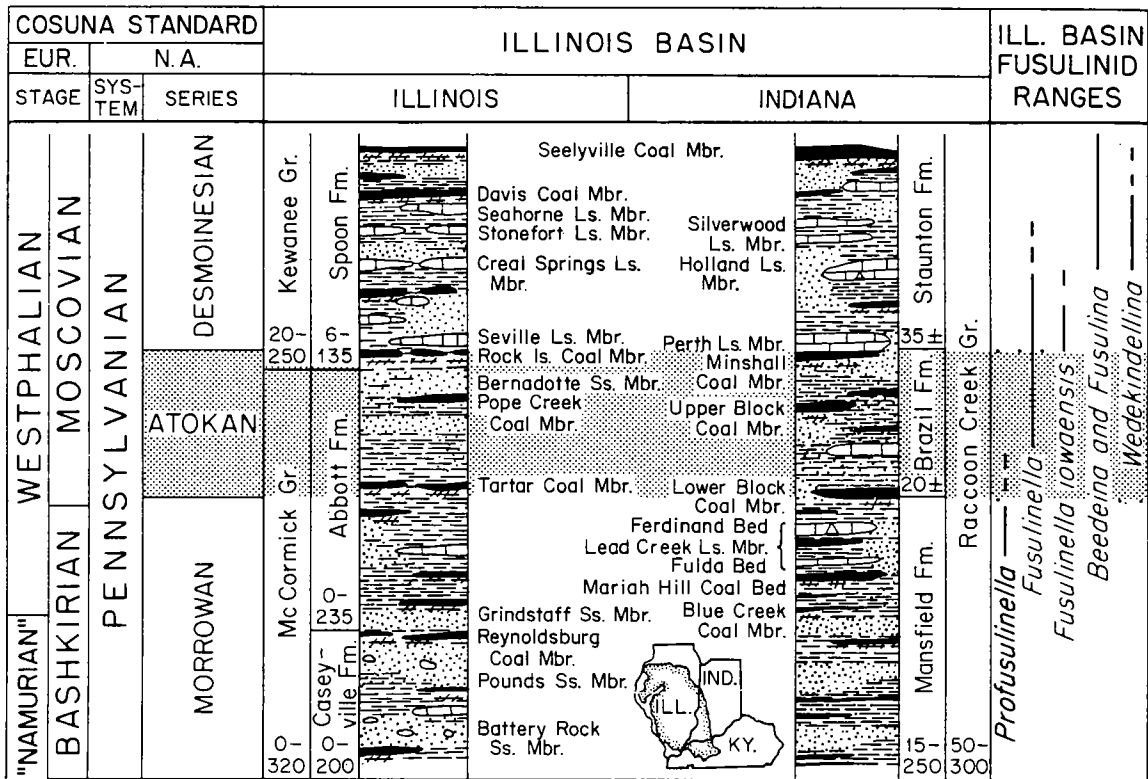 COSUNA STANDARD
EUR.
N.A.
STAGE
SYS-
TEM
SERIES
ILLINOIS BASIN
ILLINOIS
INDIANA
ILL. BASIN
FUSULINID
RANGES
WESTPHALIAN
"NAMURIAN"
MOSCOVIAN
BASHKIRIAN
PENNSYLVANIAN
DESMOINESIAN
ATOKAN
MORROWAN
Kewanee Gr.
20-
250
Mc Cormick Gr
0-
320
Spoon Fm.
6-
135
Abbott Fm.
0-
235
Casey-
ville Fm.
0-
200
Seelyville Coal Mbr.
Davis Coal Mbr.
Seahorne Ls. Mbr.
Stonefort Ls. Mbr.
Creal Springs Ls.
Mbr.
Seville Ls. Mbr.
Rock Is. Coal Mbr.
Bernadotte Ss. Mbr.
Pope Creek
Coal Mbr.
Tartar Coal Mbr.
Grindstaff Ss. Mbr.
Reynoldsburg
Coal Mbr.
Pounds Ss. Mbr.
Battery Rock
Ss. Mbr.
Silverwood
Ls. Mbr.
Holland Ls.
Mbr.
Perth Ls. Mbr.
Minshall
Coal Mbr.
Upper Block
Coal Mbr.
Lower Block
Coal Mbr.
Ferdinand Bed
Lead Creek Ls. Mbr.
Fulda Bed
Mariah Hill Coal Bed
Blue Creek
Coal Mbr.
ILL.
IND.
KY.
Staunton Fm.
35±
Brazil Fm.
20±
Mansfield Fm.
15-
250
Raccoon Creek Gr.
50-
300
Profusulinella
Fusulinella
Fusulinella iowaensis
Beedeina and Fusulina
Wedekindellina